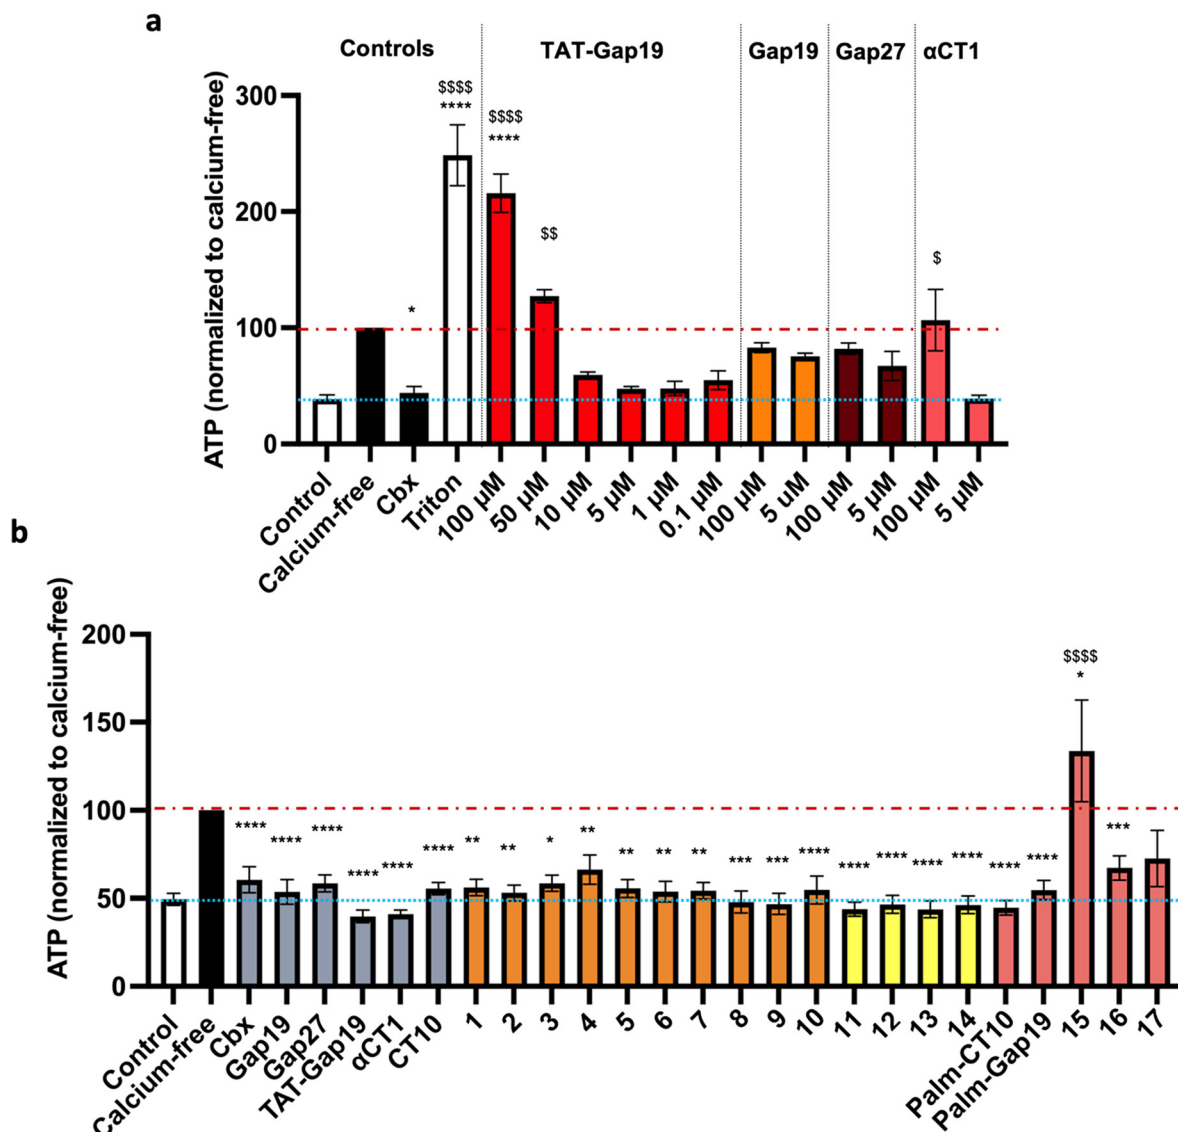 a
Controls TAT-Gap19 Gap19 Gap27 αCT1
ATP (normalized to calcium-free)
300
200
100
0
$$$$
****
$$$$
****
$$
*
$
Control Calcium-free Cbx Triton 100 µM 50 µM 10 µM 5 µM 1 µM 0.1 µM 100 µM 5 uM 100 µM 5 µM 100 µM 5 µM
b
ATP (normalized to calcium-free)
200
150
100
50
0
$$$$
*
**** **** **** **** **** **** ** ** * ** ** ** ** *** *** **** **** **** **** **** **** **** ***
Control Calcium-free Cbx Gap19 Gap27 TAT-Gap19 αCT1 CT10 1 2 3 4 5 6 7 8 9 10 11 12 13 14 Palm-CT10 Palm-Gap19 15 16 17